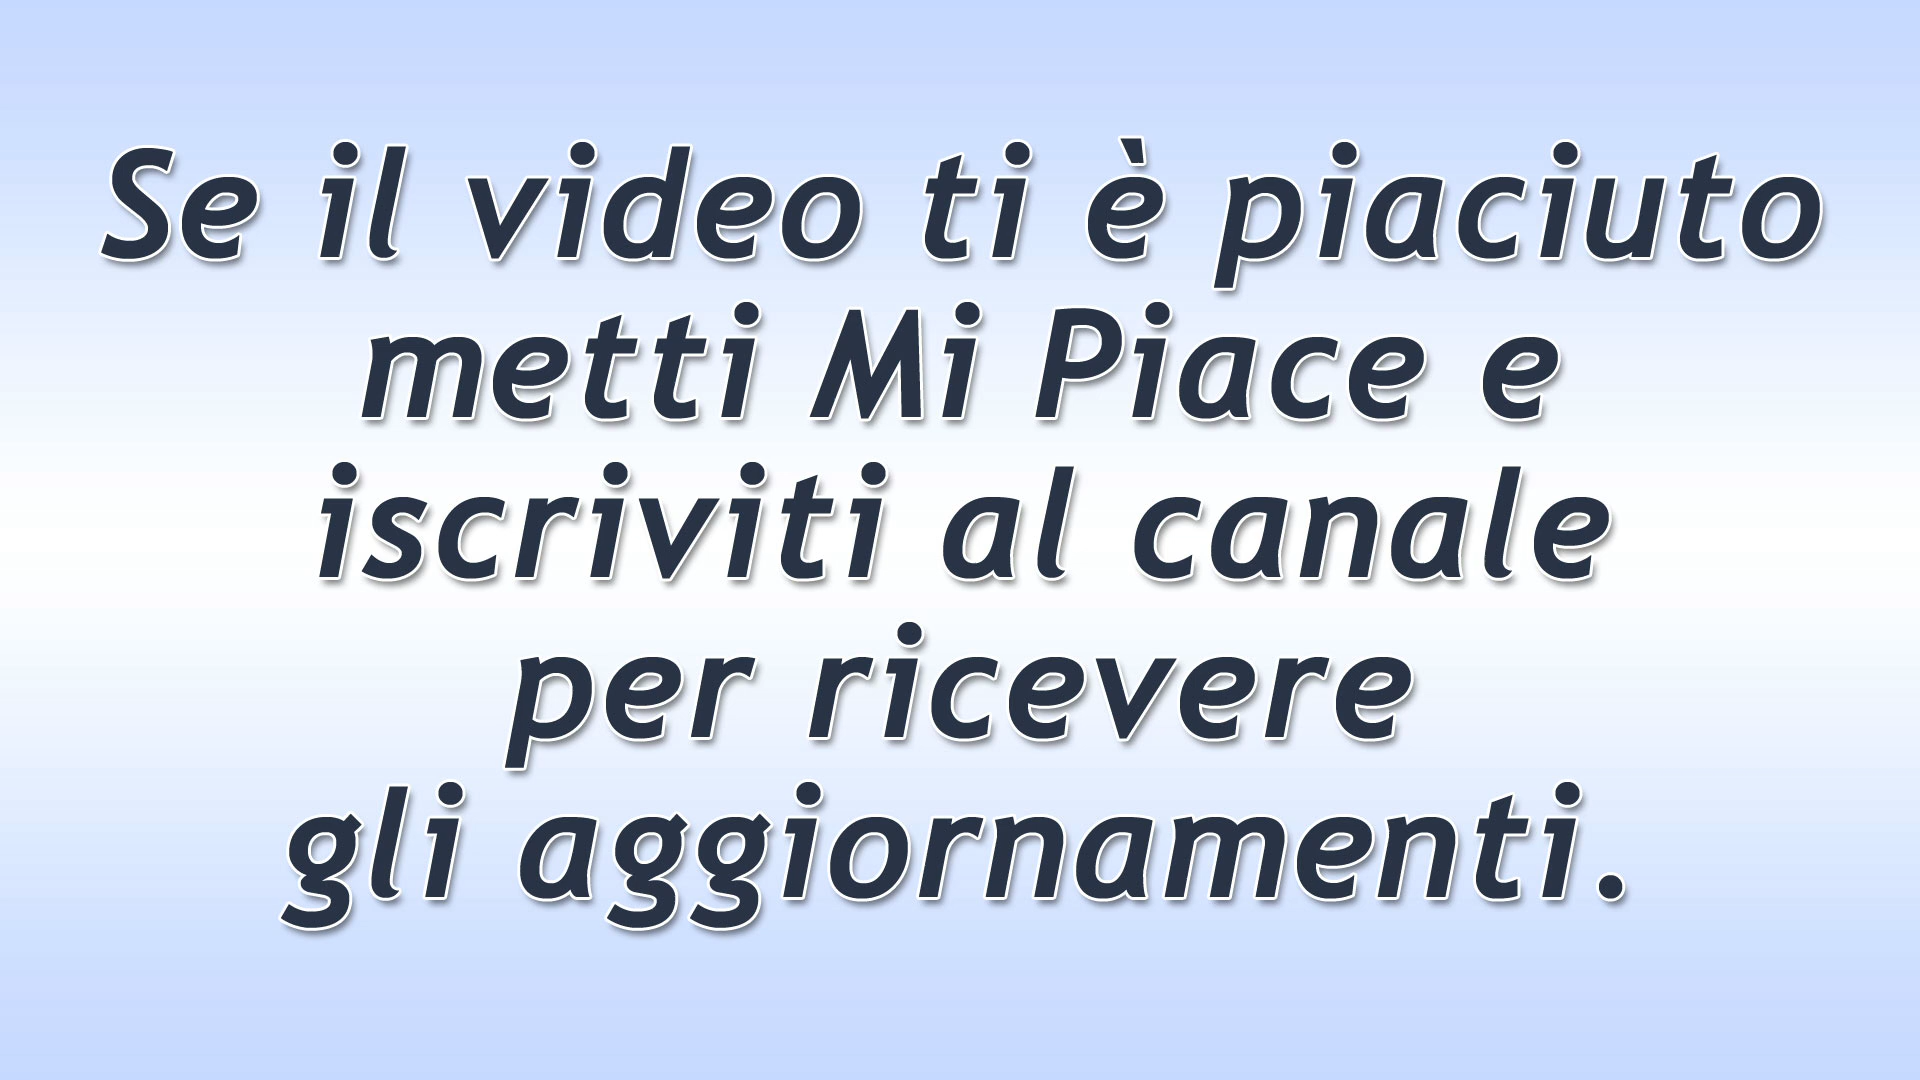 Se il video ti è piaciuto
metti Mi Piace e
iscriviti al canale
per ricevere
gli aggiornamenti.